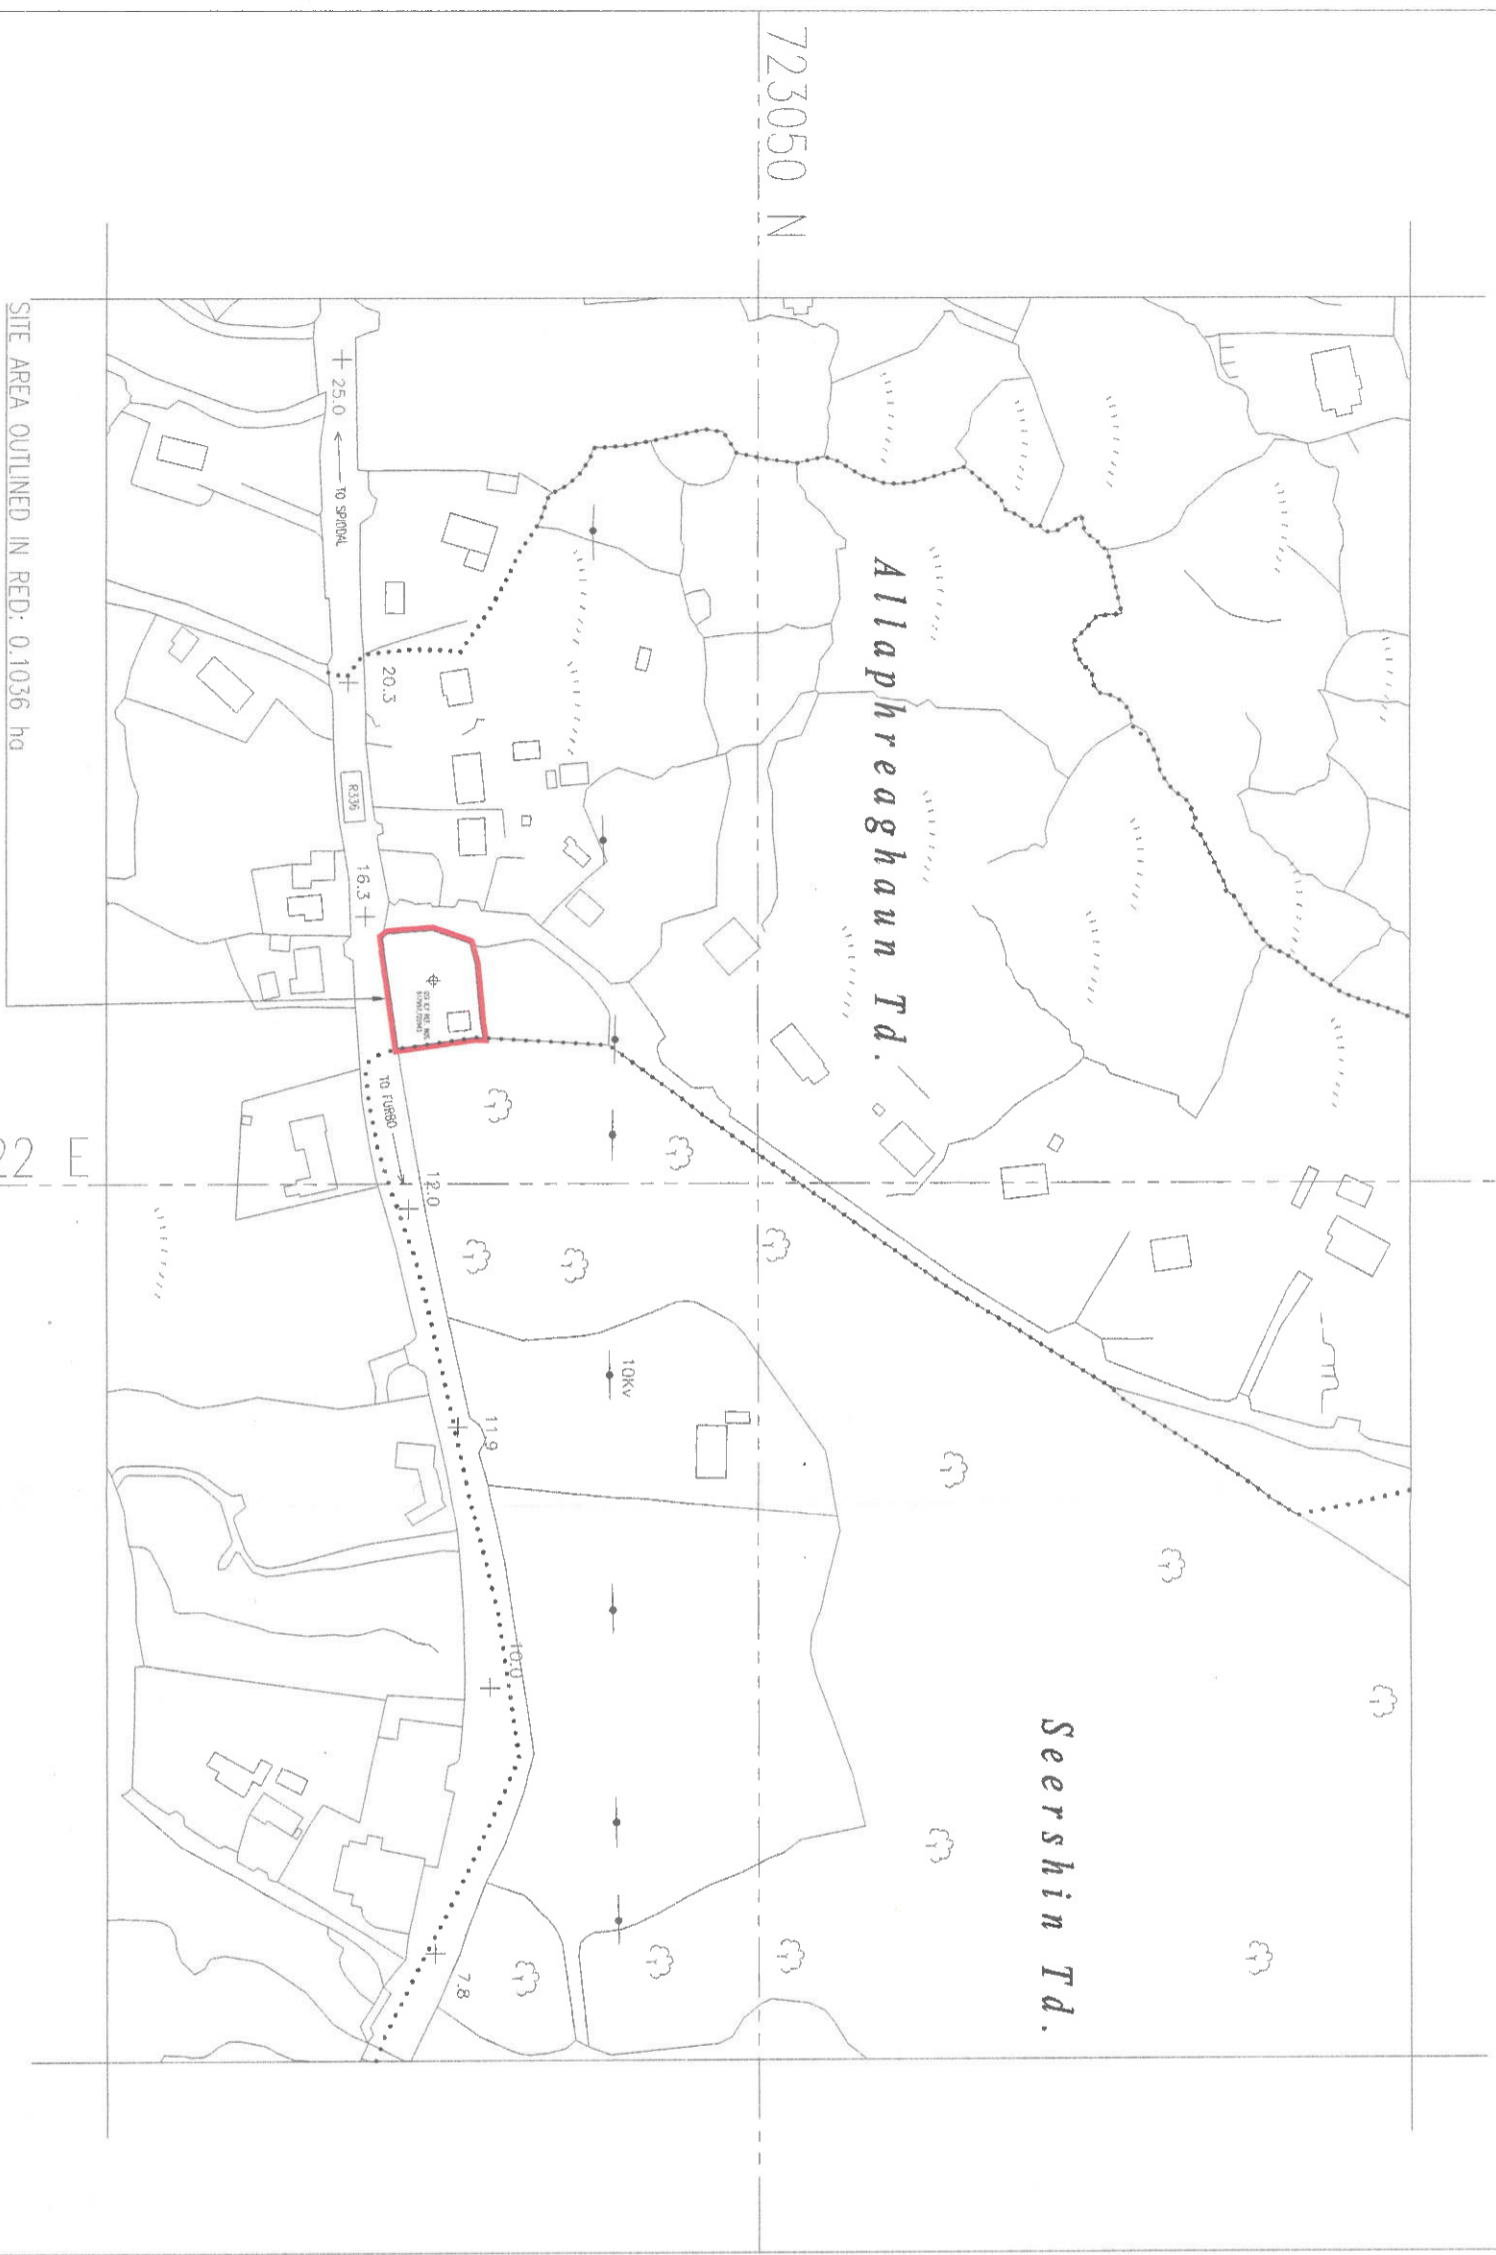 72305O N
Allaphreaghaun Td.
Seershin Td.
10Kv
25.0
TO SPIDDAL
20.3
R336
16.3
TO FURBO
12.0
11.9
10.0
7.8
22 E
SITE AREA OUTLINED IN RED: 0.1036 ha